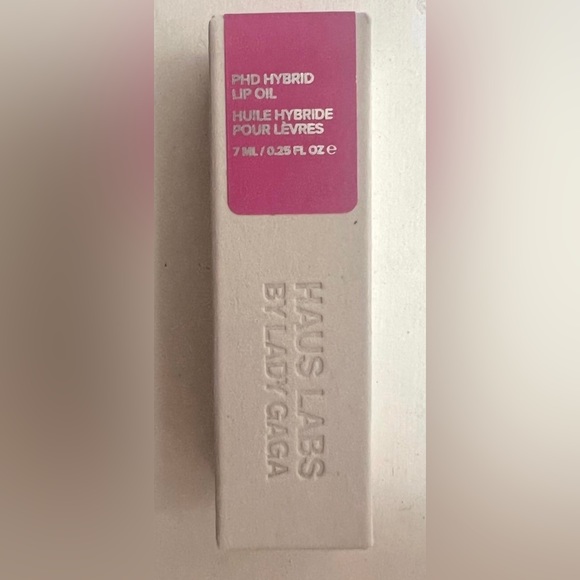 PHD HYBRID
LIP OIL
HUILE HYBRIDE
POUR LÈVRES
7 ML / 0.25 FL OZ e
HAUS LABS
BY LADY GAGA